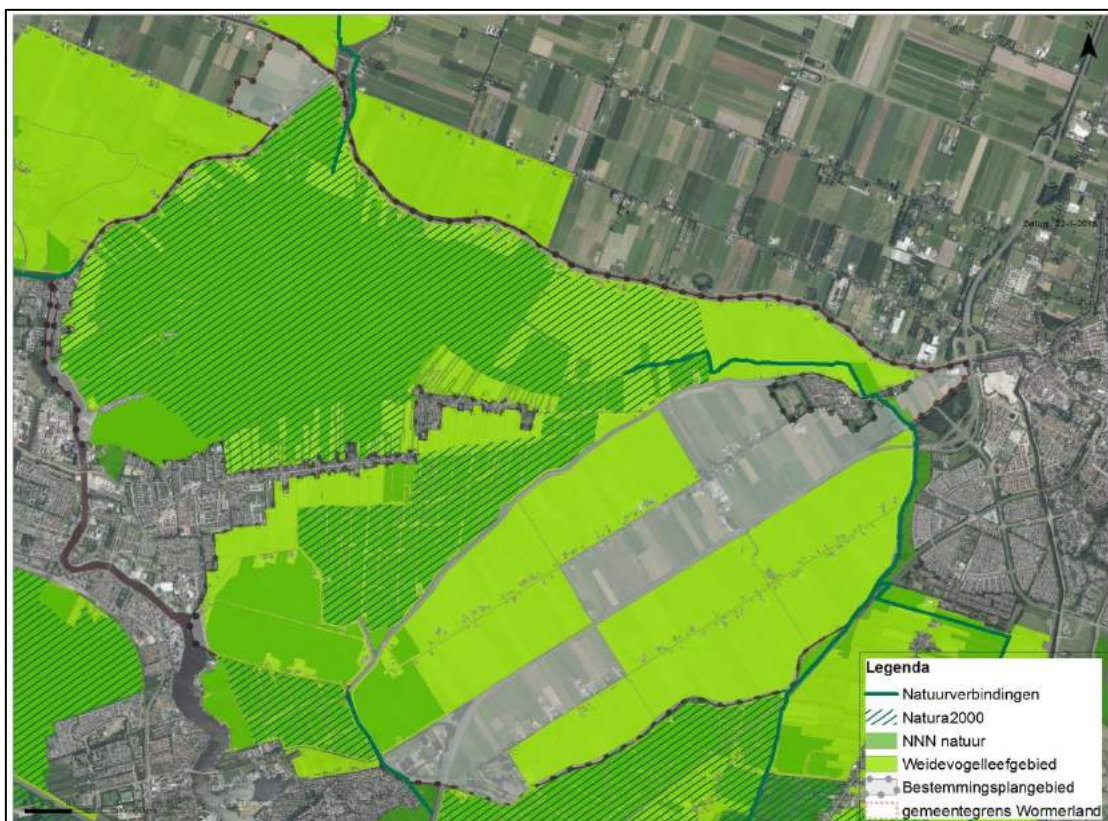 N
Legenda
Natuurverbindingen
Natura2000
NNN natuur
Weidevogelleefgebied
Bestemmingsplangebied
gemeentegrens Wormerland